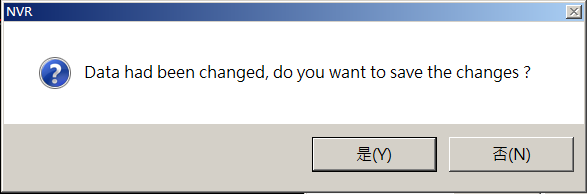 NVR
Data had been changed, do you want to save the changes ?
是(Y)
否(N)